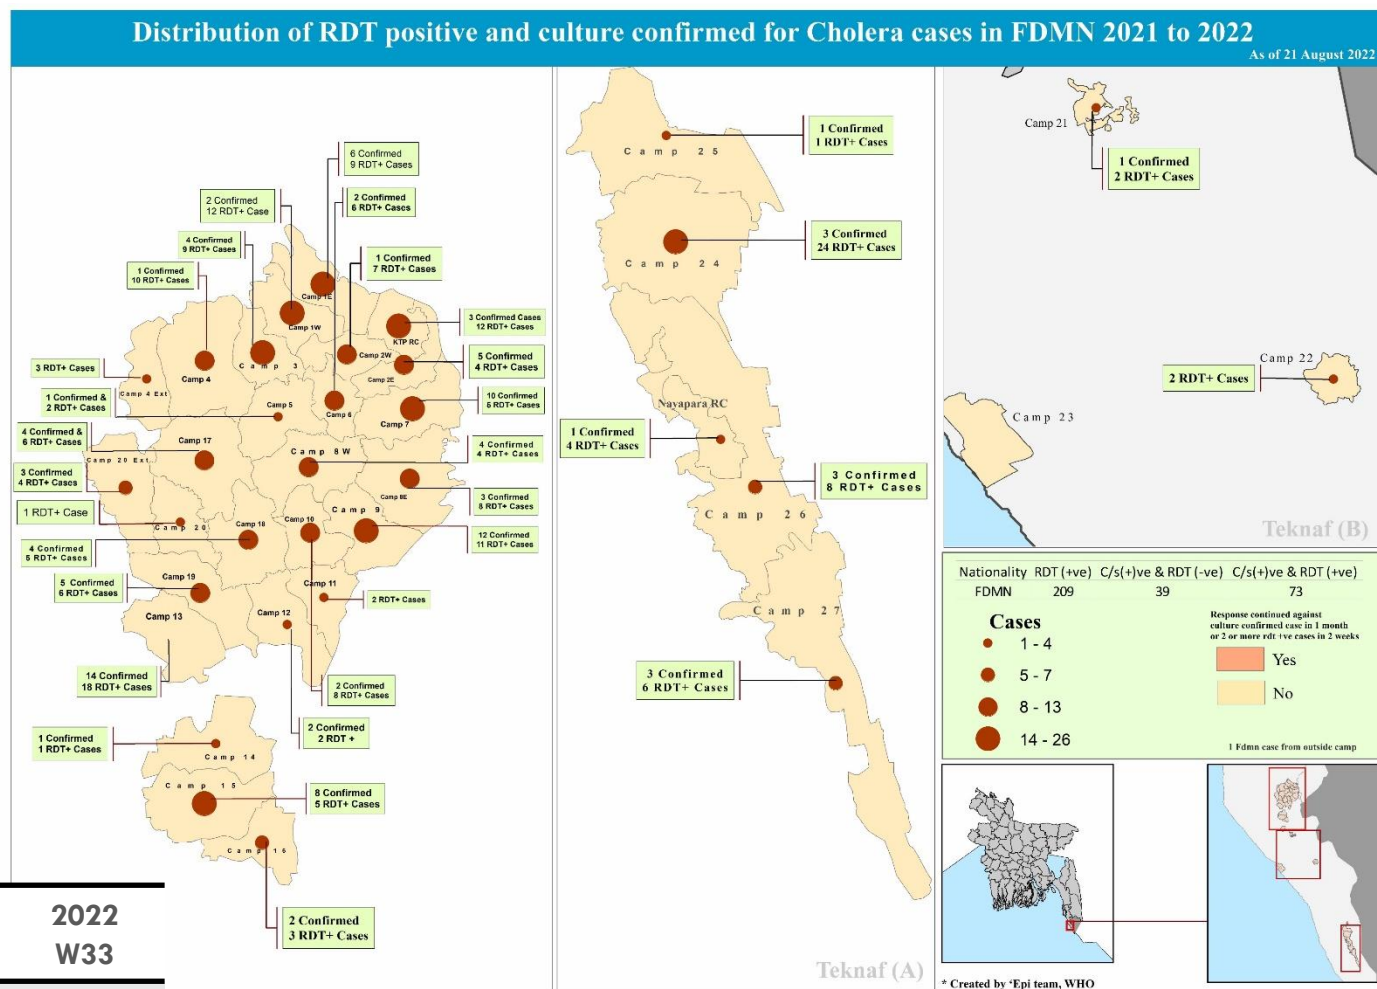 Distribution of RDT positive and culture confirmed for Cholera cases in FDMN 2021 to 2022
As of 21 August 2022
6 Confirmed
9 RDT+ Cases
2 Confirmed
12 RDT+ Case
2 Confirmed
6 RDT+ Cases
4 Confirmed
9 RDT+ Cases
1 Confirmed
7 RDT+ Cases
1 Confirmed
10 RDT+ Cases
Camp 1E
Camp 1W
3 Confirmed Cases
12 RDT+ Cases
KTP RC
Camp 2W
Camp 3
5 Confirmed
4 RDT+ Cases
3 RDT+ Cases
Camp 4
Camp 2E
Camp 4 Ext
1 Confirmed &
2 RDT+ Cases
Camp 5
Camp 6
Camp 7
10 Confirmed
6 RDT+ Cases
4 Confirmed &
6 RDT+ Cases
Camp 17
Camp 8W
4 Confirmed
4 RDT+ Cases
Camp 20 Ext
3 Confirmed
4 RDT+ Cases
Camp 8E
3 Confirmed
8 RDT+ Cases
1 RDT+ Case
Camp 20
Camp 18
Camp 10
Camp 9
12 Confirmed
11 RDT+ Cases
4 Confirmed
5 RDT+ Cases
Camp 19
5 Confirmed
6 RDT+ Cases
Camp 11
2 RDT+ Cases
Camp 13
Camp 12
14 Confirmed
18 RDT+ Cases
2 Confirmed
8 RDT+ Cases
2 Confirmed
2 RDT +
1 Confirmed
1 RDT+ Cases
Camp 14
Camp 15
8 Confirmed
5 RDT+ Cases
Camp 16
2 Confirmed
3 RDT+ Cases
2022
W33
1 Confirmed
1 RDT+ Cases
Camp 25
3 Confirmed
24 RDT+ Cases
Camp 24
Nayapara RC
1 Confirmed
4 RDT+ Cases
3 Confirmed
8 RDT+ Cases
Camp 26
Camp 27
3 Confirmed
6 RDT+ Cases
Teknaf (A)
Camp 21
1 Confirmed
2 RDT+ Cases
Camp 22
2 RDT+ Cases
Camp 23
Teknaf (B)
Nationality RDT (+ve) C/s(+)ve & RDT (-ve) C/s(+)ve & RDT (+ve)
FDMN 209 39 73
Cases
1 - 4
5 - 7
8 - 13
14 - 26
Response continued against
culture confirmed case in 1 month
or 2 or more rdt +ve cases in 2 weeks
Yes
No
1 Fdmn case from outside camp
* Created by 'Epi team, WHO